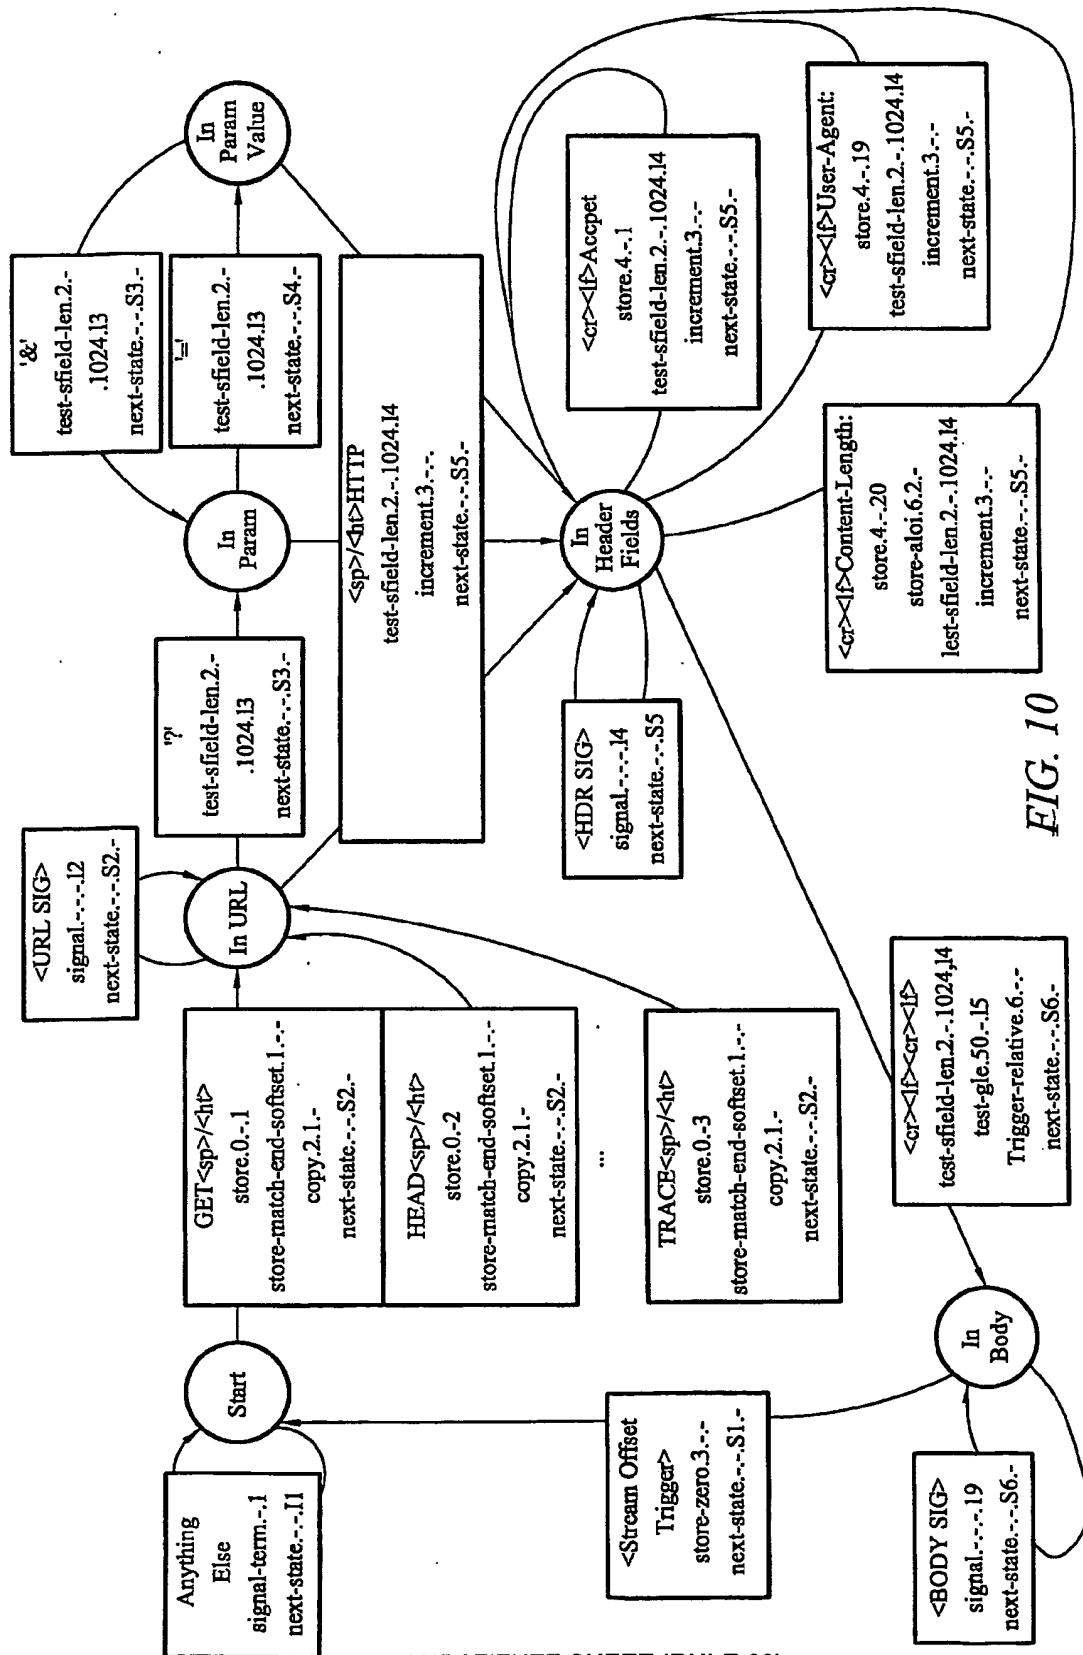 Anything
Else
signal-term.-.1
next-state.-.-.I1
Start
GET<sp>/<ht>
store.0.-.1
store-match-end-softset.1.-.-
copy.2.1.-
next-state.-.-.S2.-
HEAD<sp>/<ht>
store.0.-2
store-match-end-softset.1.-.-
copy.2.1.-
next-state.-.-.S2.-
...
TRACE<sp>/<ht>
store.0.-3
store-match-end-softset.1.-.-
copy.2.1.-
next-state.-.-.S2.-
<URL SIG>
signal.-.-.-.12
next-state.-.-.S2.-
In URL
'?'
test-sfield-len.2.-
.1024.13
next-state.-.-.S3.-
In
Param
'&'
test-sfield-len.2.-
.1024.13
next-state.-.-.S3.-
'='
test-sfield-len.2.-
.1024.13
next-state.-.-.S4.-
In
Param
Value
<sp>/<ht>HTTP
test-sfield-len.2.-.1024.14
increment.3.-.-.
next-state.-.-.S5.-
<HDR SIG>
signal.-.-.-.14
next-state.-.-.S5
In
Header
Fields
<cr><lf>Accpet
store.4.-.1
test-sfield-len.2.-.1024.14
increment.3.-.-
next-state.-.-.S5.-
<cr><lf>User-Agent:
store.4.-.19
test-sfield-len.2.-.1024.14
increment.3.-.-
next-state.-.-.S5.-
<cr><lf>Content-Length:
store.4.-.20
store-aloi.6.2.-
lest-sfield-len.2.-.1024.14
increment.3.-.-
next-state.-.-.S5.-
<cr><lf><cr><lf>
test-sfield-len.2.-.1024,14
test-gle.50.-.15
Trigger-relative.6.-.-
next-state.-.-.S6.-
In
Body
<Stream Offset
Trigger>
store-zero.3.-.-
next-state.-.-.S1.-
<BODY SIG>
signal.-.-.-.19
next-state.-.-.S6.-
FIG. 10